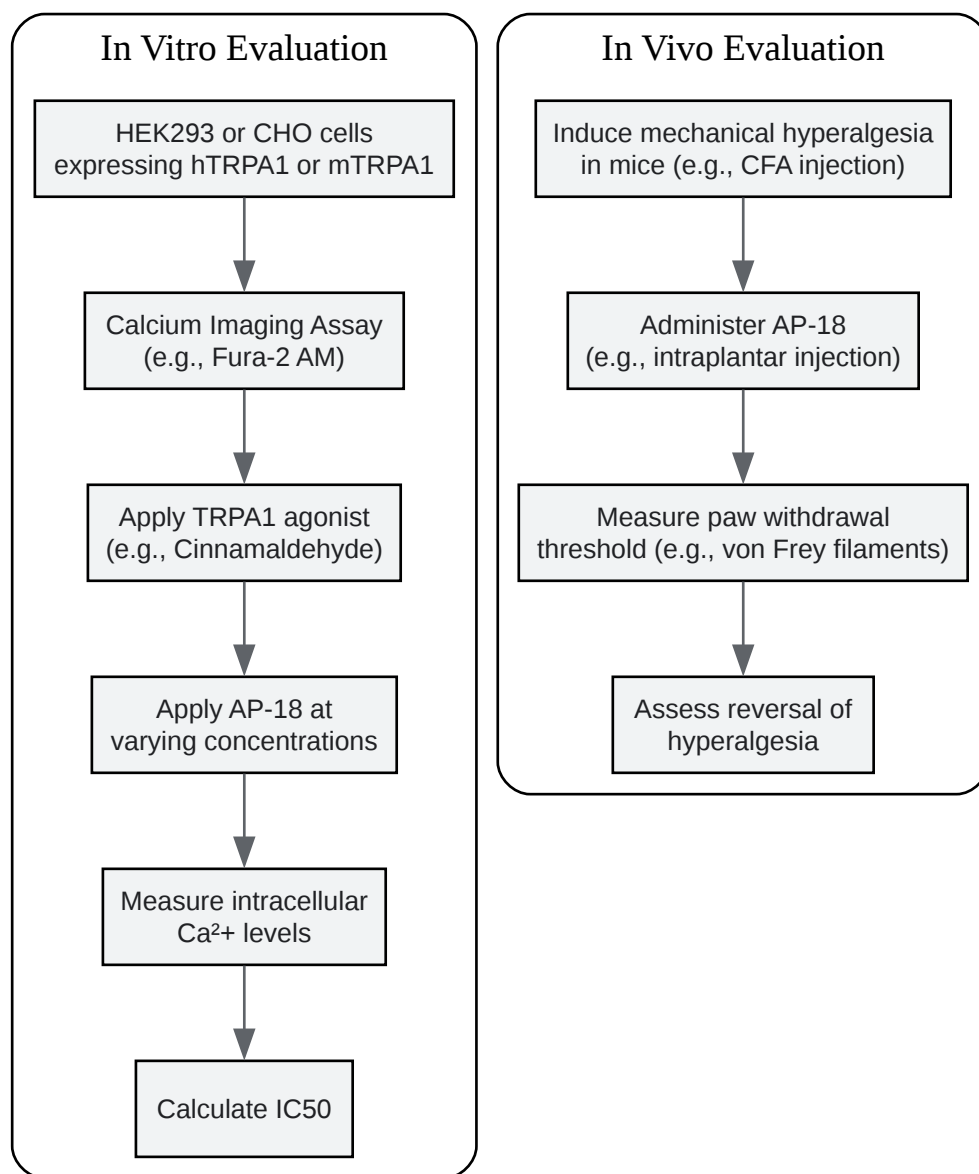 In Vitro Evaluation
HEK293 or CHO cells
expressing hTRPA1 or mTRPA1
Calcium Imaging Assay
(e.g., Fura-2 AM)
Apply TRPA1 agonist
(e.g., Cinnamaldehyde)
Apply AP-18 at
varying concentrations
Measure intracellular
Ca²+ levels
Calculate IC50
In Vivo Evaluation
Induce mechanical hyperalgesia
in mice (e.g., CFA injection)
Administer AP-18
(e.g., intraplantar injection)
Measure paw withdrawal
threshold (e.g., von Frey filaments)
Assess reversal of
hyperalgesia